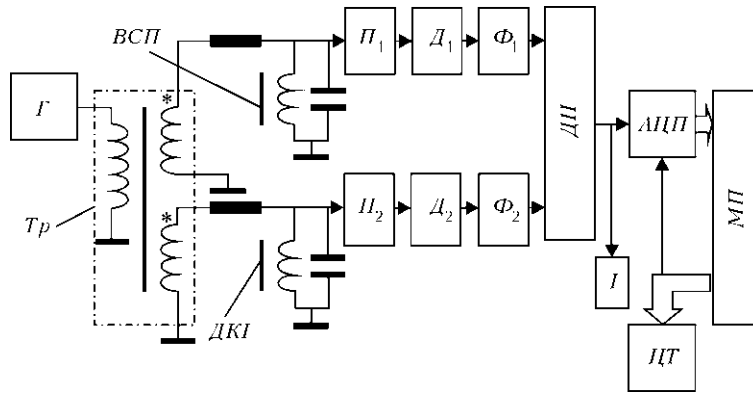 ВСП
П1
Д1
Ф1
Г
*
ДП
АЦП
МП
Тр
*
П2
Д2
Ф2
І
ДКІ
ЦТ